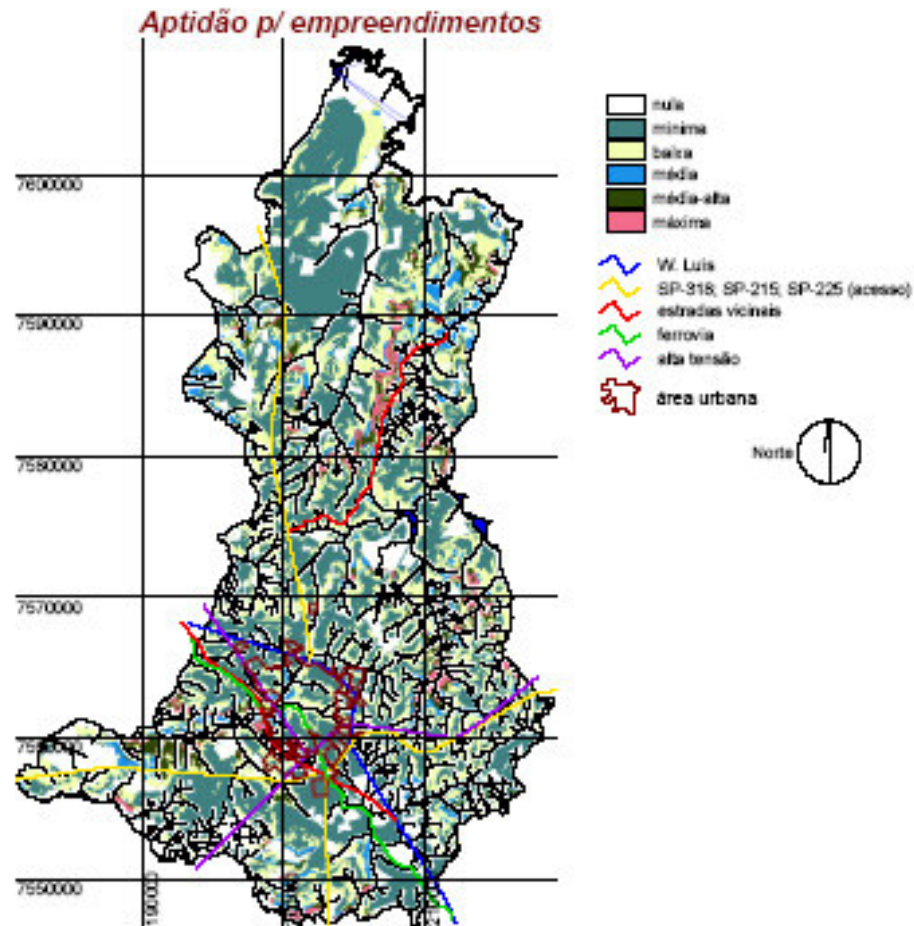 Aptidão p/ empreendimentos
nula
mínima
baixa
média
média-alta
máxima
W. Luis
SP-318; SP-215; SP-225 (acesso)
estradas vicinais
ferrovia
alta tensão
área urbana
Norte
7600000
7590000
7580000
7570000
7550000
190000